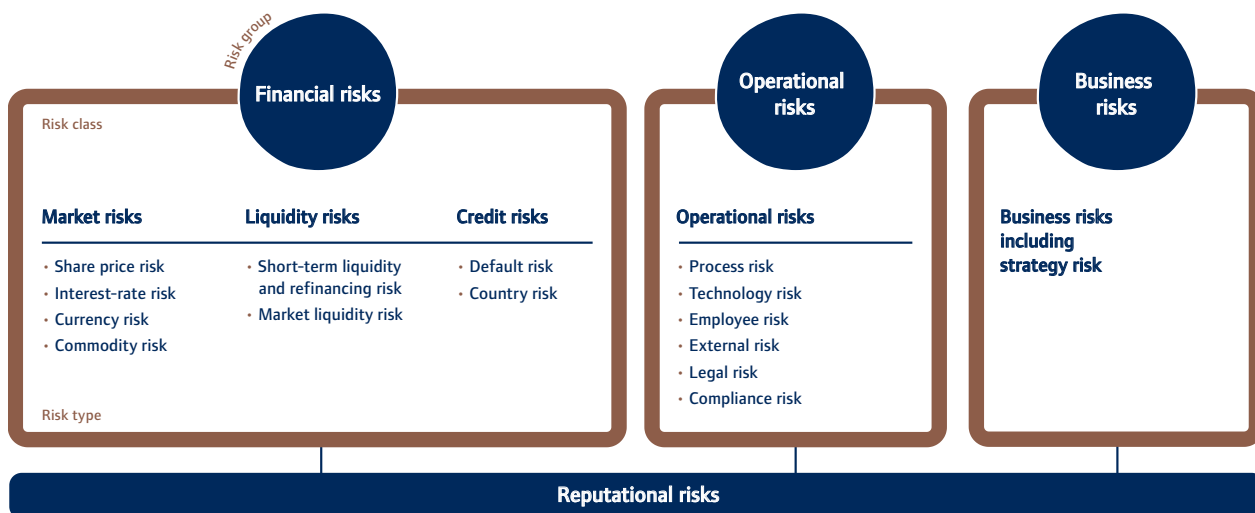 Risk group
Financial risks
Operational
risks
Business
risks
Risk class
Market risks
Share price risk
Interest-rate risk
Currency risk
Commodity risk
Liquidity risks
Short-term liquidity
and refinancing risk
Market liquidity risk
Credit risks
Default risk
Country risk
Risk type
Operational risks
Process risk
Technology risk
Employee risk
External risk
Legal risk
Compliance risk
Business risks
including
strategy risk
Reputational risks